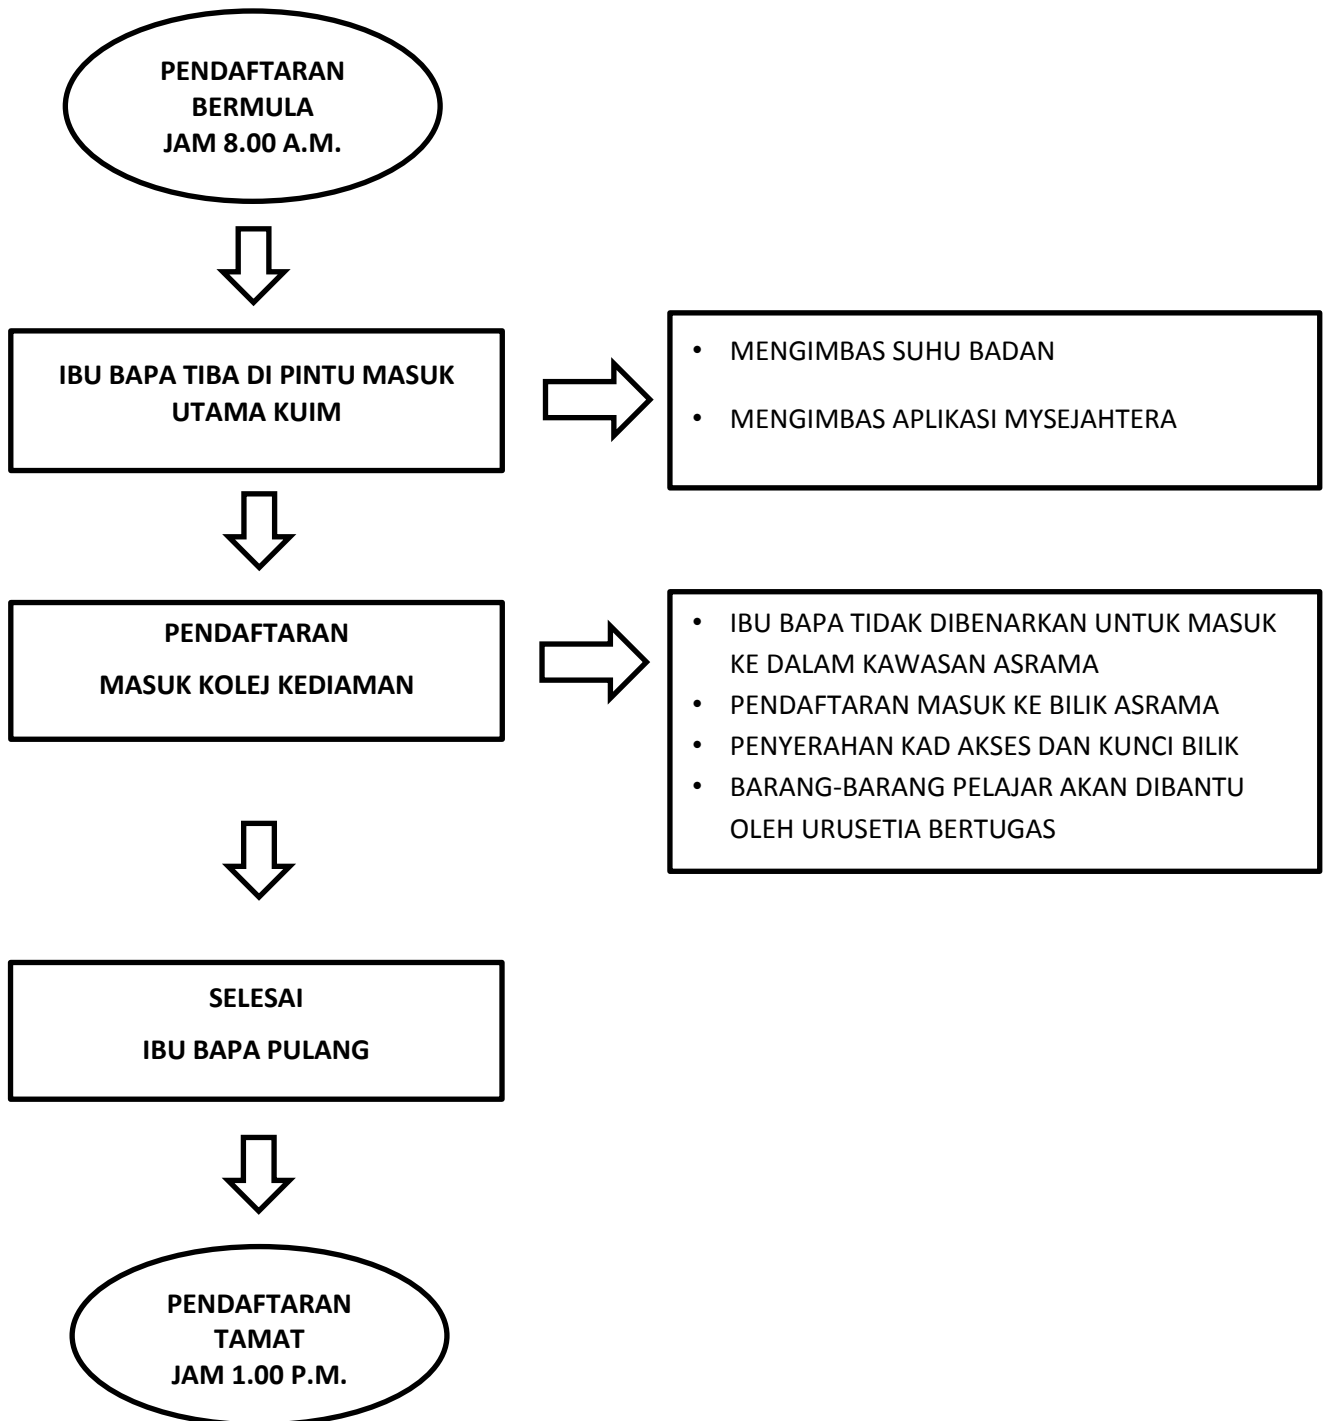 PENDAFTARAN
BERMULA
JAM 8.00 A.M.
IBU BAPA TIBA DI PINTU MASUK
UTAMA KUIM
• MENGIMBAS SUHU BADAN
• MENGIMBAS APLIKASI MYSEJAHTERA
PENDAFTARAN
MASUK KOLEJ KEDIAMAN
• IBU BAPA TIDAK DIBENARKAN UNTUK MASUK
KE DALAM KAWASAN ASRAMA
• PENDAFTARAN MASUK KE BILIK ASRAMA
• PENYERAHAN KAD AKSES DAN KUNCI BILIK
• BARANG-BARANG PELAJAR AKAN DIBANTU
OLEH URUSETIA BERTUGAS
SELESAI
IBU BAPA PULANG
PENDAFTARAN
TAMAT
JAM 1.00 P.M.